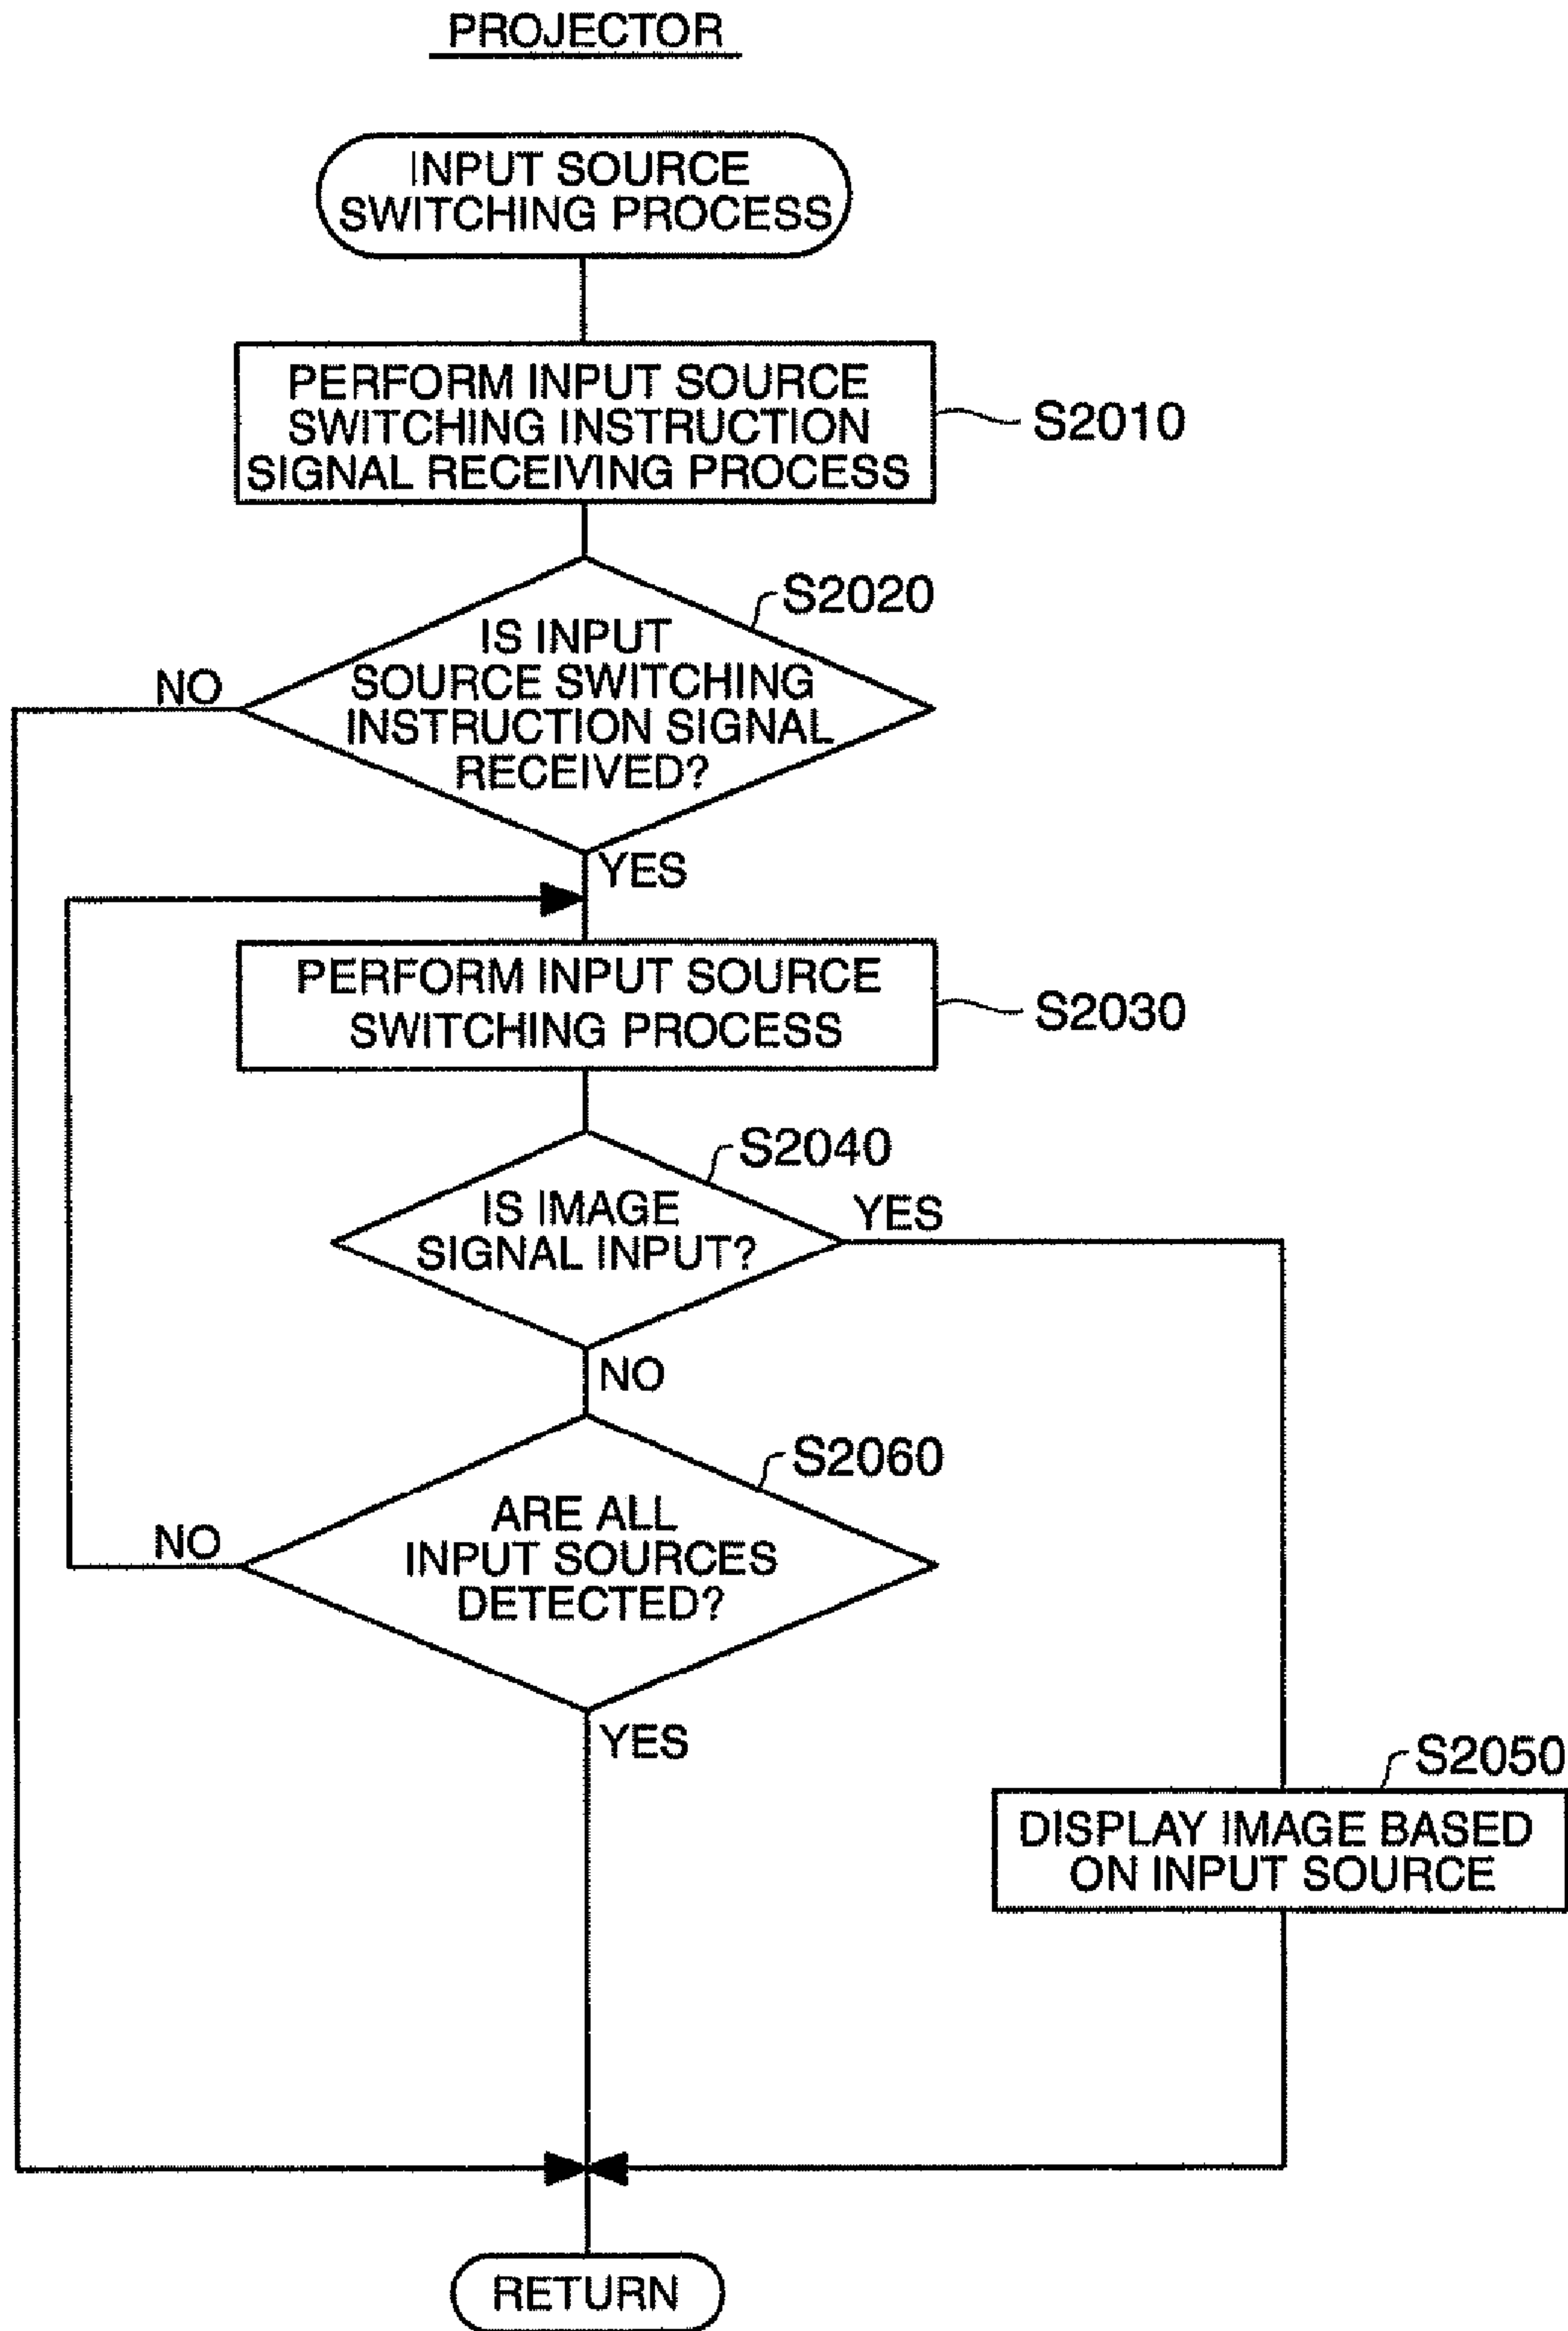 PROJECTOR
INPUT SOURCE
SWITCHING PROCESS
PERFORM INPUT SOURCE
SWITCHING INSTRUCTION
SIGNAL RECEIVING PROCESS
S2010
S2020
IS INPUT
SOURCE SWITCHING
INSTRUCTION SIGNAL
RECEIVED?
NO
YES
PERFORM INPUT SOURCE
SWITCHING PROCESS
S2030
S2040
IS IMAGE
SIGNAL INPUT?
YES
NO
S2060
ARE ALL
INPUT SOURCES
DETECTED?
NO
YES
S2050
DISPLAY IMAGE BASED
ON INPUT SOURCE
RETURN